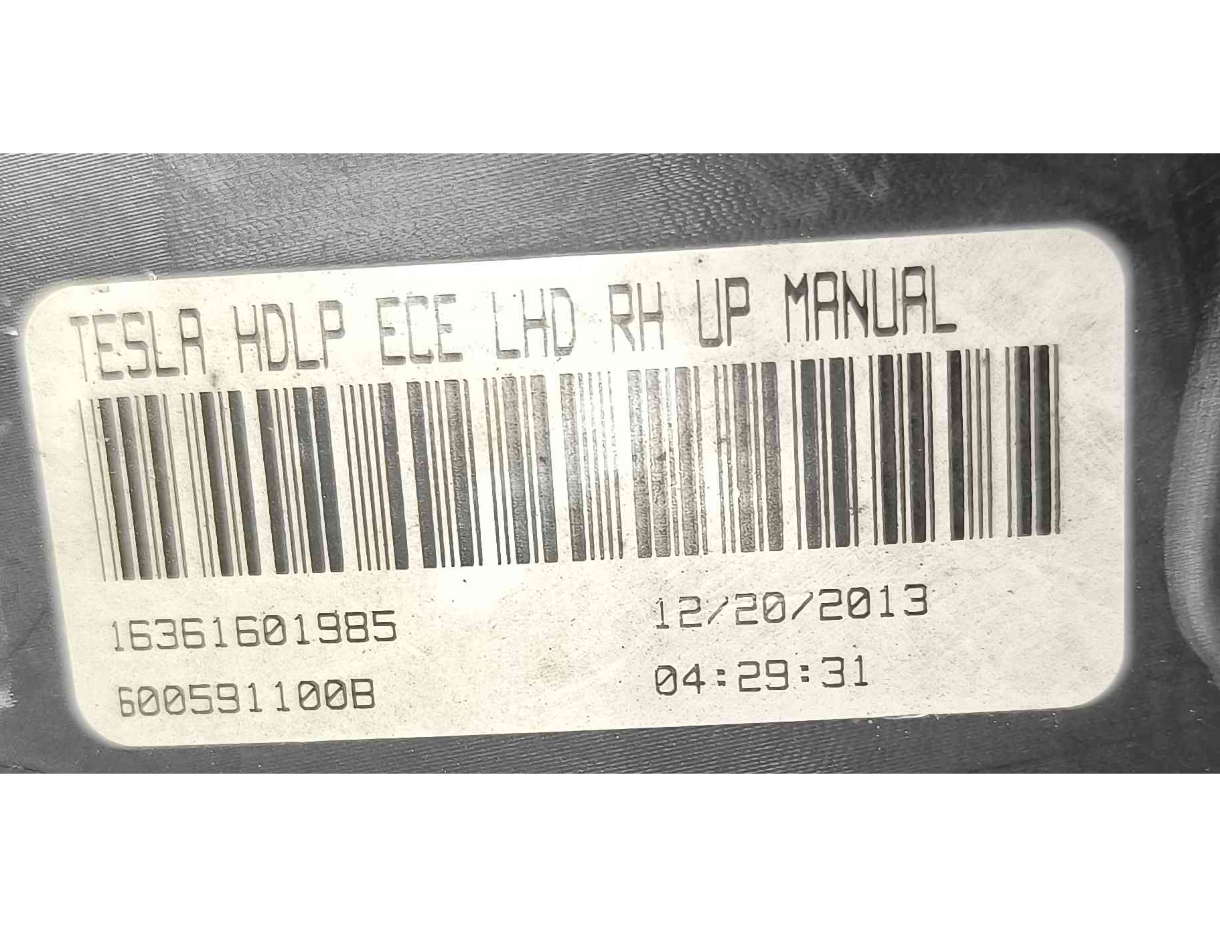 TESLA HDLP ECE LHD RH UP MANUAL
16361601985 12/20/2013
600591100B 04:29:31